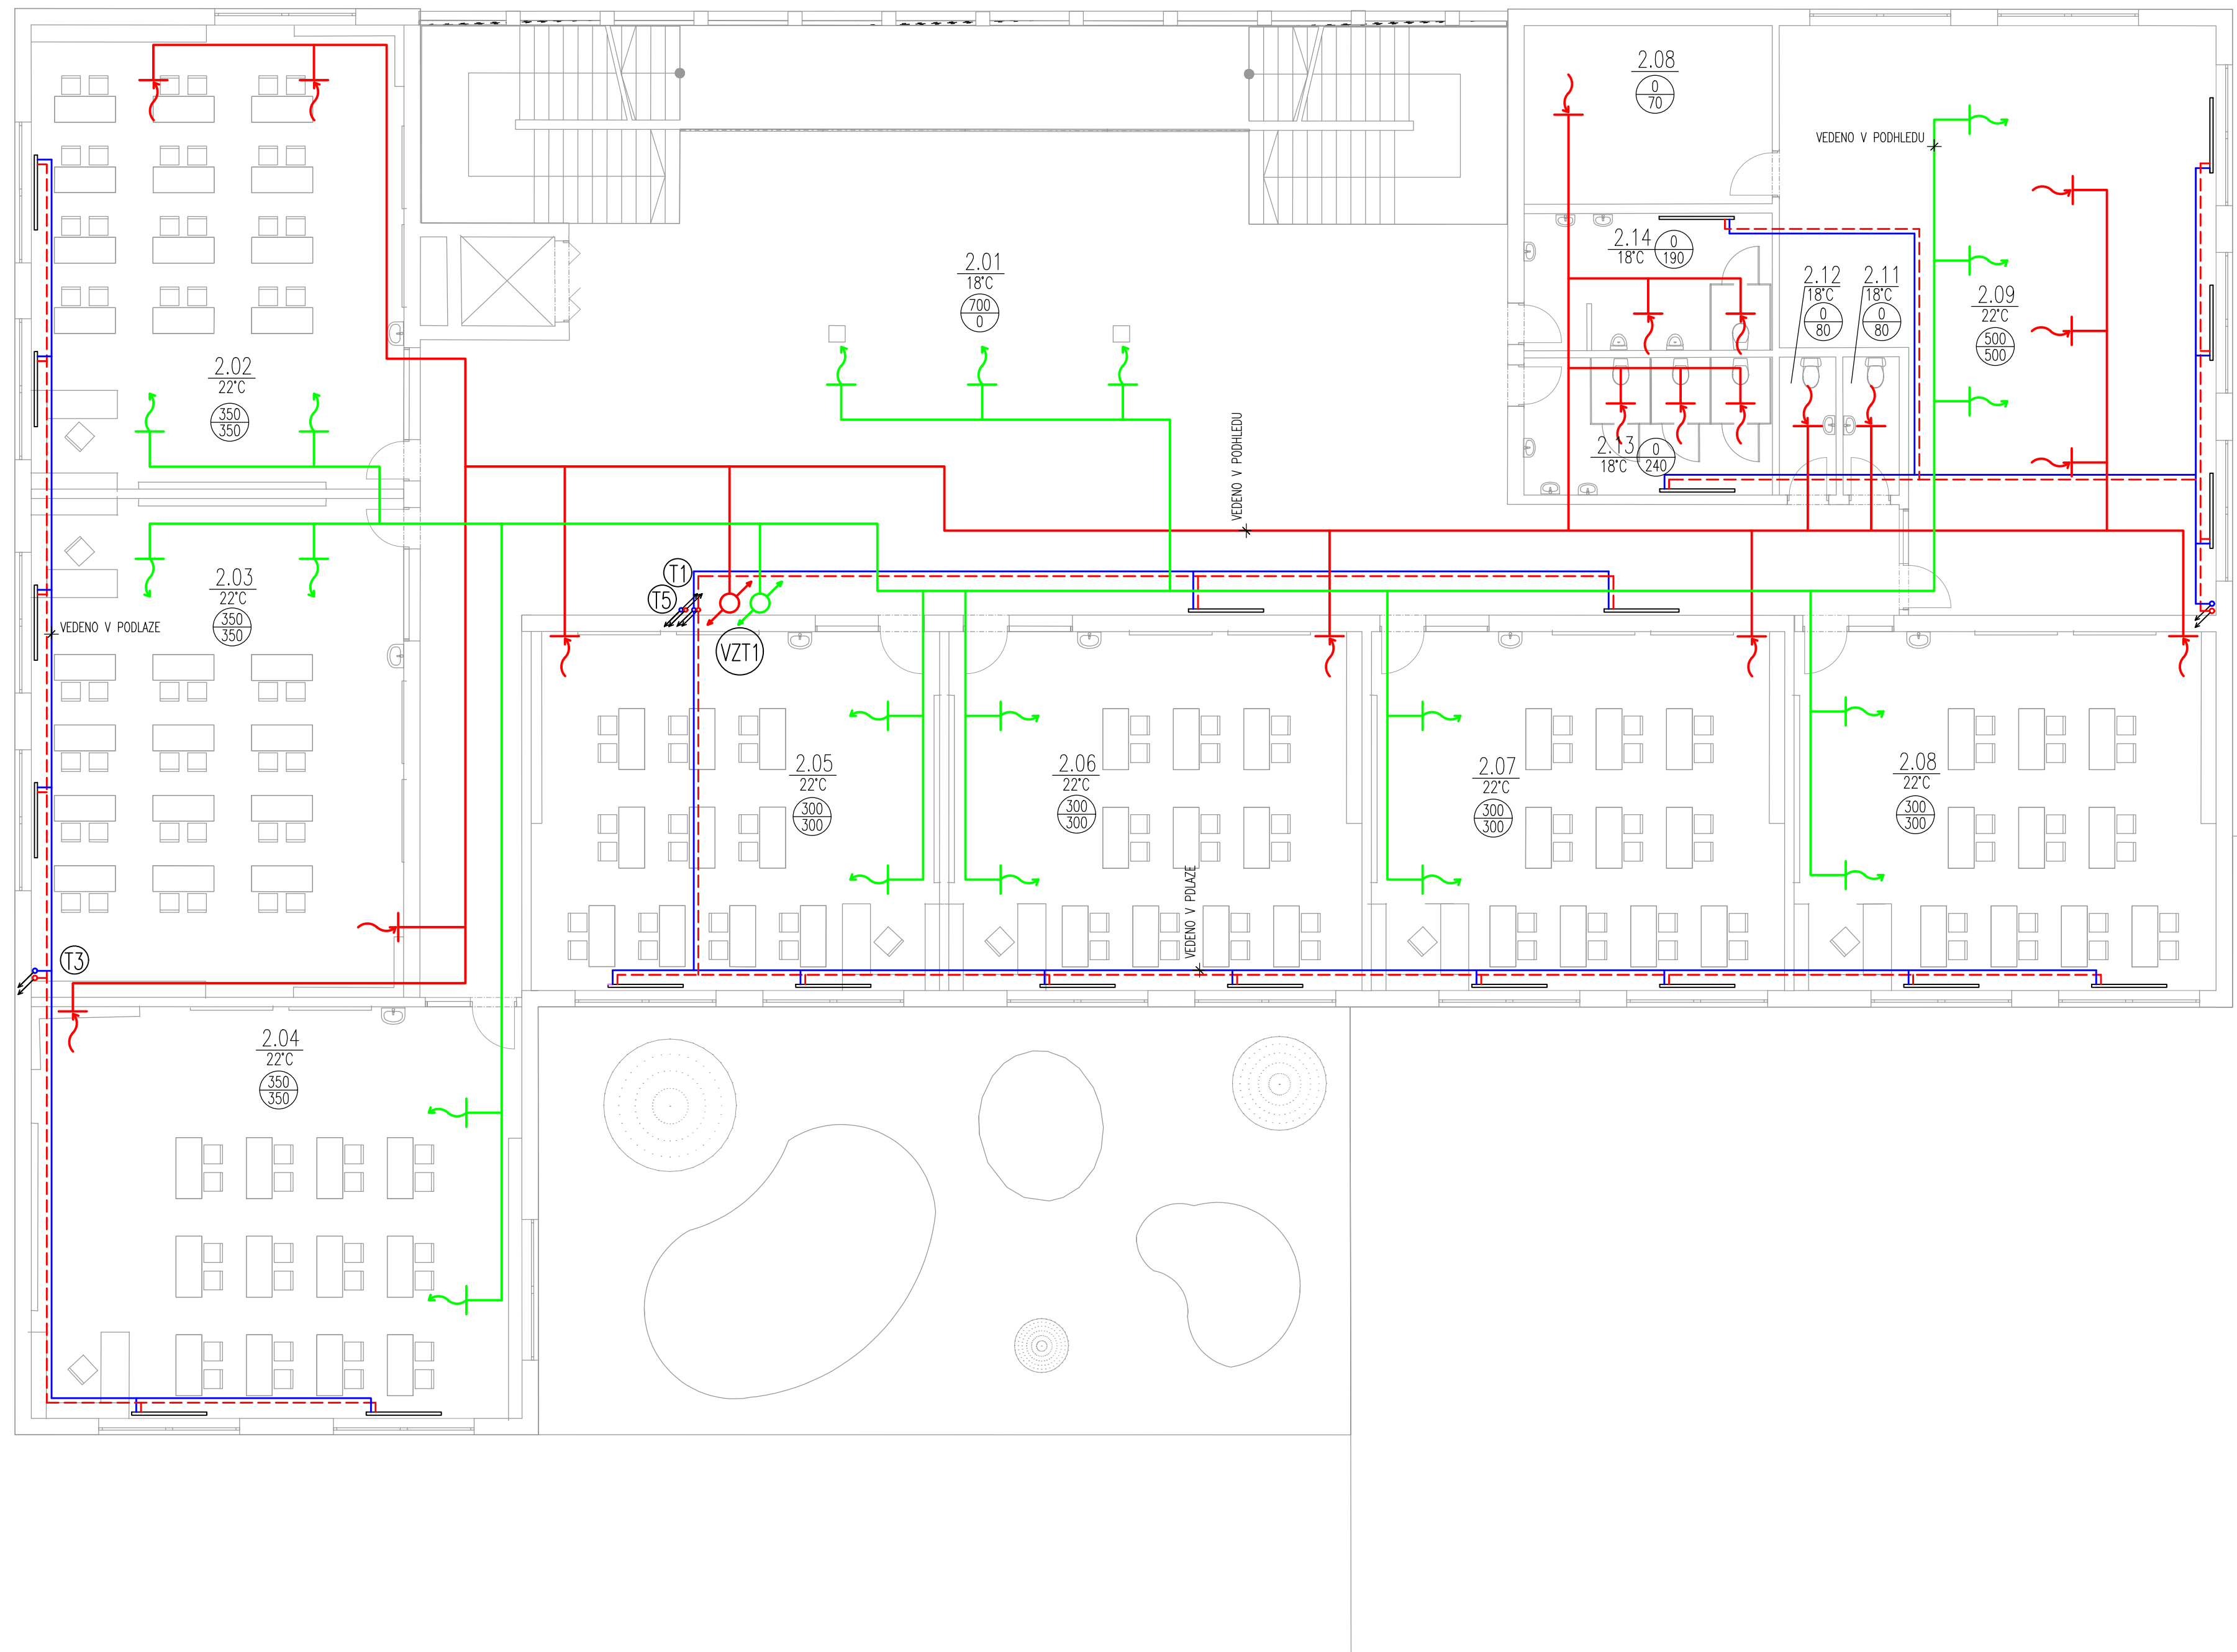 2.08
0
70
VEDENO V PODHLEDU
2.14
18°C
0
190
2.01
18°C
700
0
2.12
18°C
0
80
2.11
18°C
0
80
2.09
22°C
500
500
2.02
22°C
350
350
VEDENO V PODHLEDU
2.13
18°C
0
240
T1
T5
2.03
22°C
350
350
VEDENO V PODLAZE
VZT1
2.05
22°C
300
300
2.06
22°C
300
300
2.07
22°C
300
300
2.08
22°C
300
300
VEDENO V PDLAZE
T3
2.04
22°C
350
350